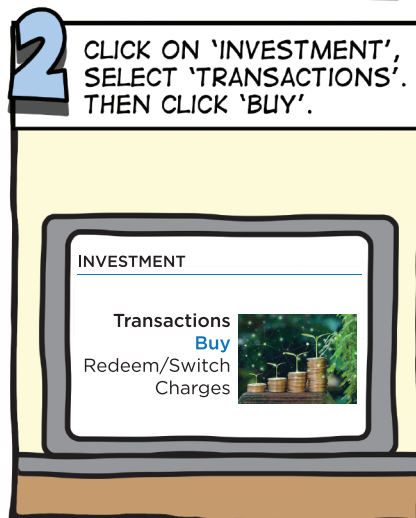 2
CLICK ON ‘INVESTMENT’,
SELECT ‘TRANSACTIONS’.
THEN CLICK ‘BUY’.
INVESTMENT
Transactions
Buy
Redeem/Switch
Charges